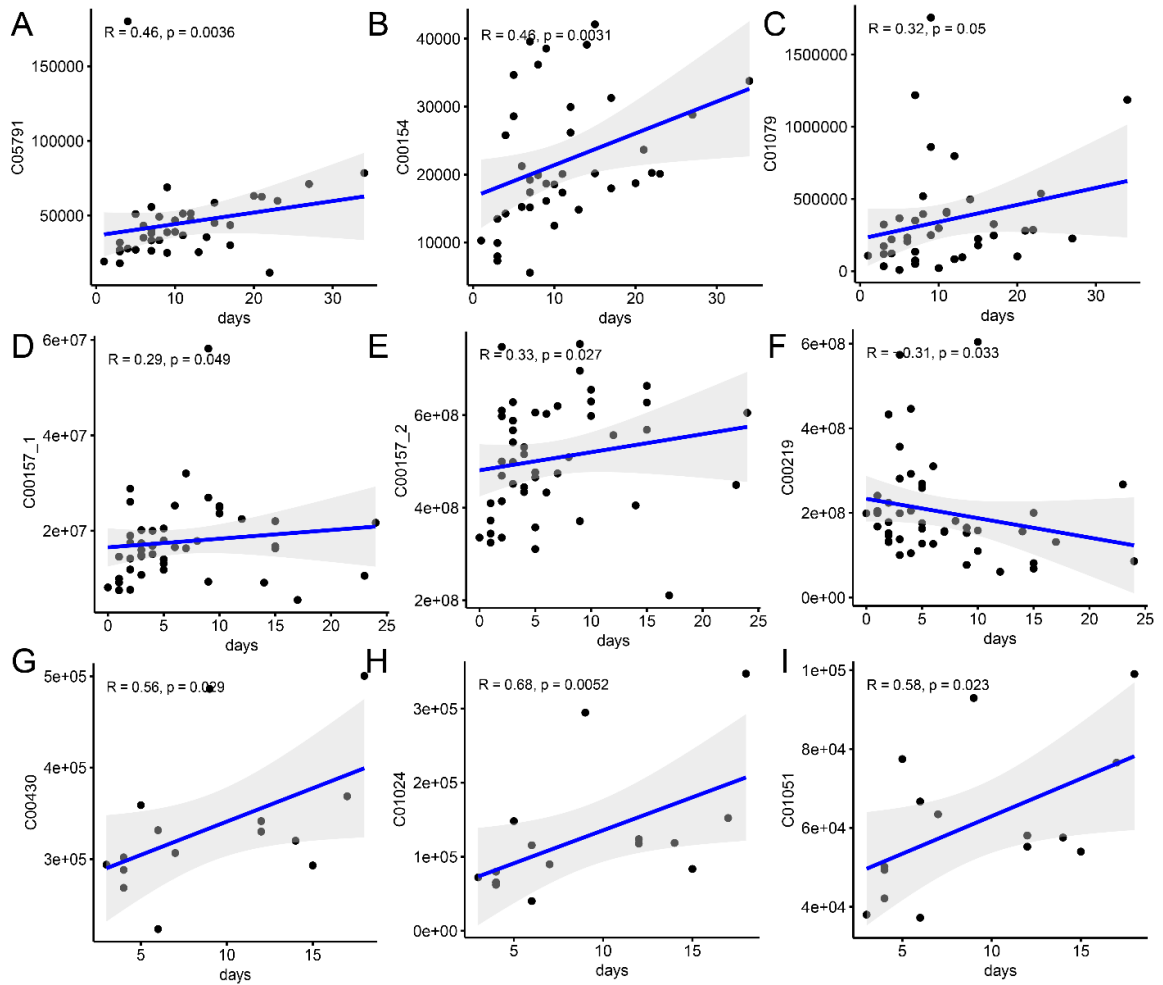 A
R = 0.46, p = 0.0036
C05791
150000
100000
50000
0 10 20 30
days
B
R = 0.46, p = 0.0031
C00154
40000
30000
20000
10000
0 10 20 30
days
C
R = 0.32, p = 0.05
C01079
1500000
1000000
500000
0
0 10 20 30
days
D
R = 0.29, p = 0.049
C00157_1
6e+07
4e+07
2e+07
0 5 10 15 20 25
days
E
R = 0.33, p = 0.027
C00157_2
6e+08
4e+08
2e+08
0 5 10 15 20 25
days
F
R = −0.31, p = 0.033
C00219
6e+08
4e+08
2e+08
0e+00
0 5 10 15 20 25
days
G
R = 0.56, p = 0.029
C00430
5e+05
4e+05
3e+05
5 10 15
days
H
R = 0.68, p = 0.0052
C01024
3e+05
2e+05
1e+05
0e+00
5 10 15
days
I
R = 0.58, p = 0.023
C01051
1e+05
8e+04
6e+04
4e+04
5 10 15
days